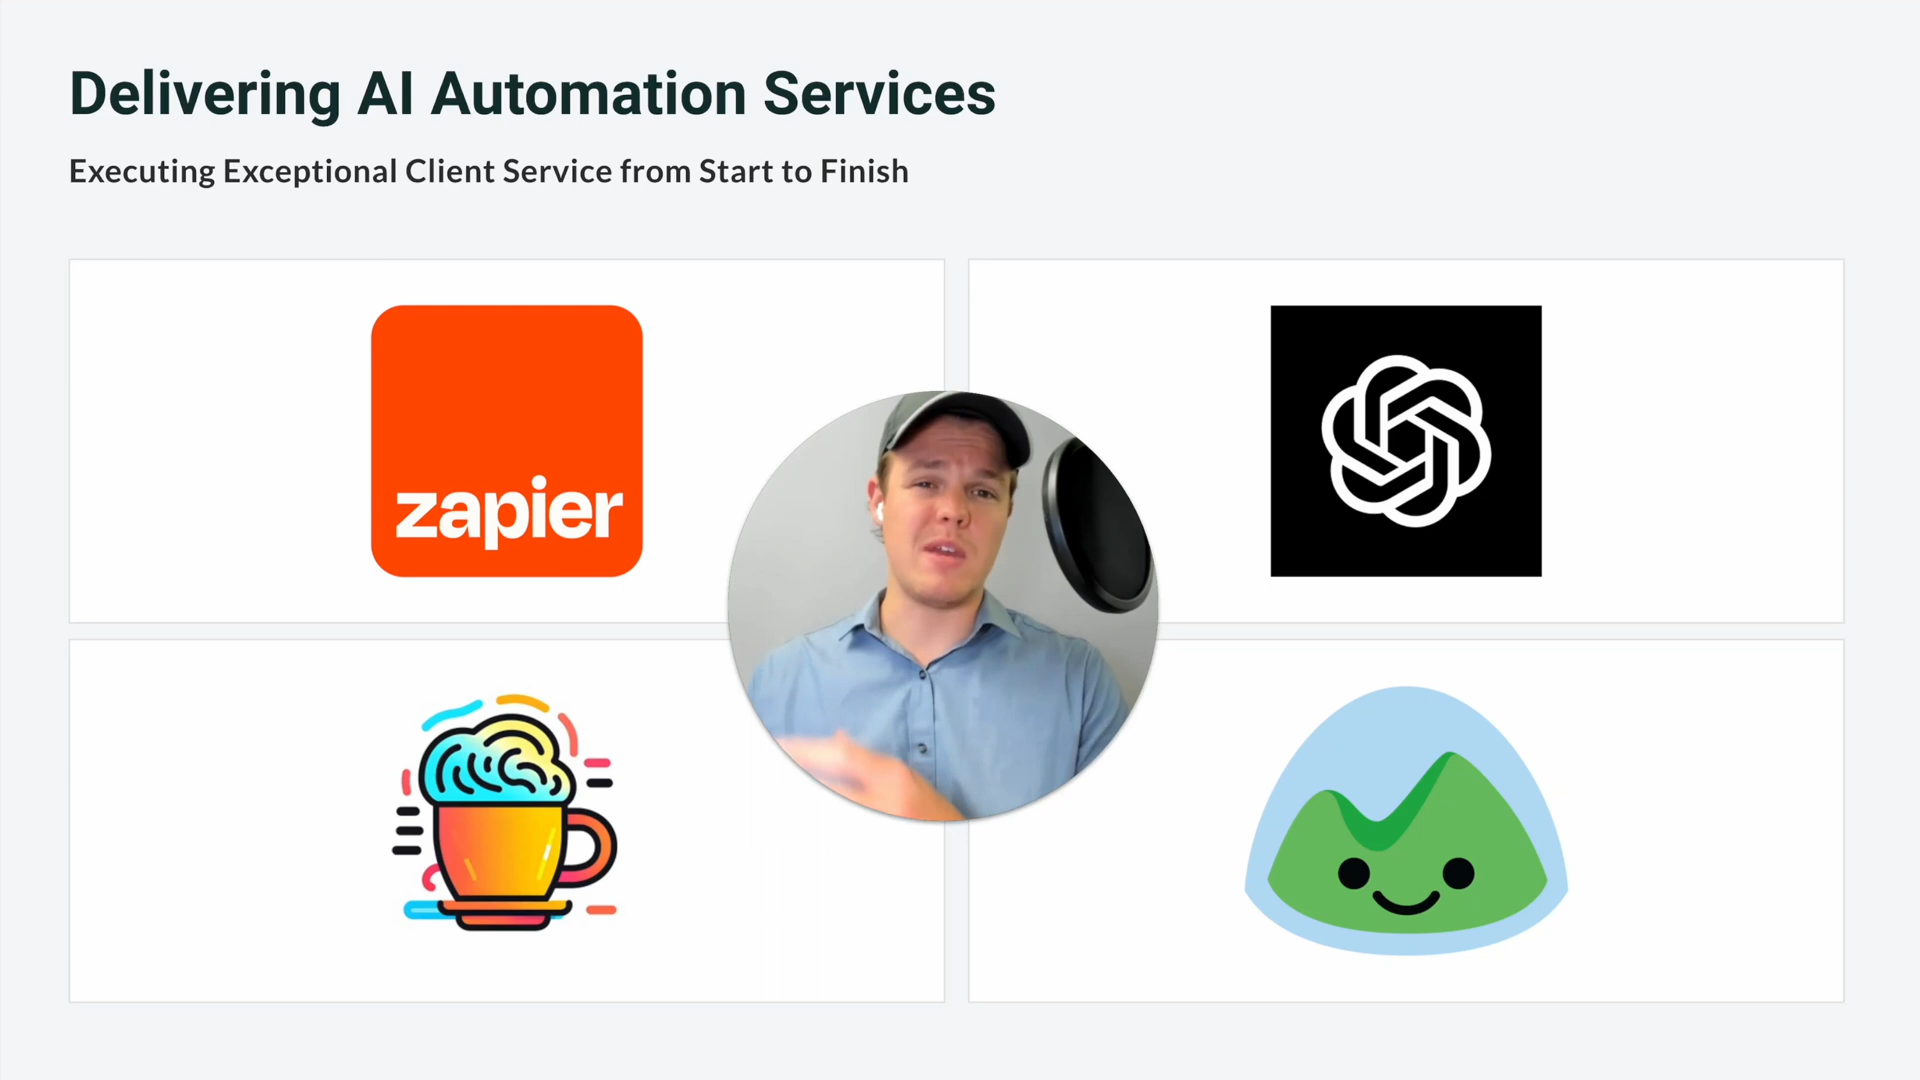 Delivering AI Automation Services
Executing Exceptional Client Service from Start to Finish
zapier